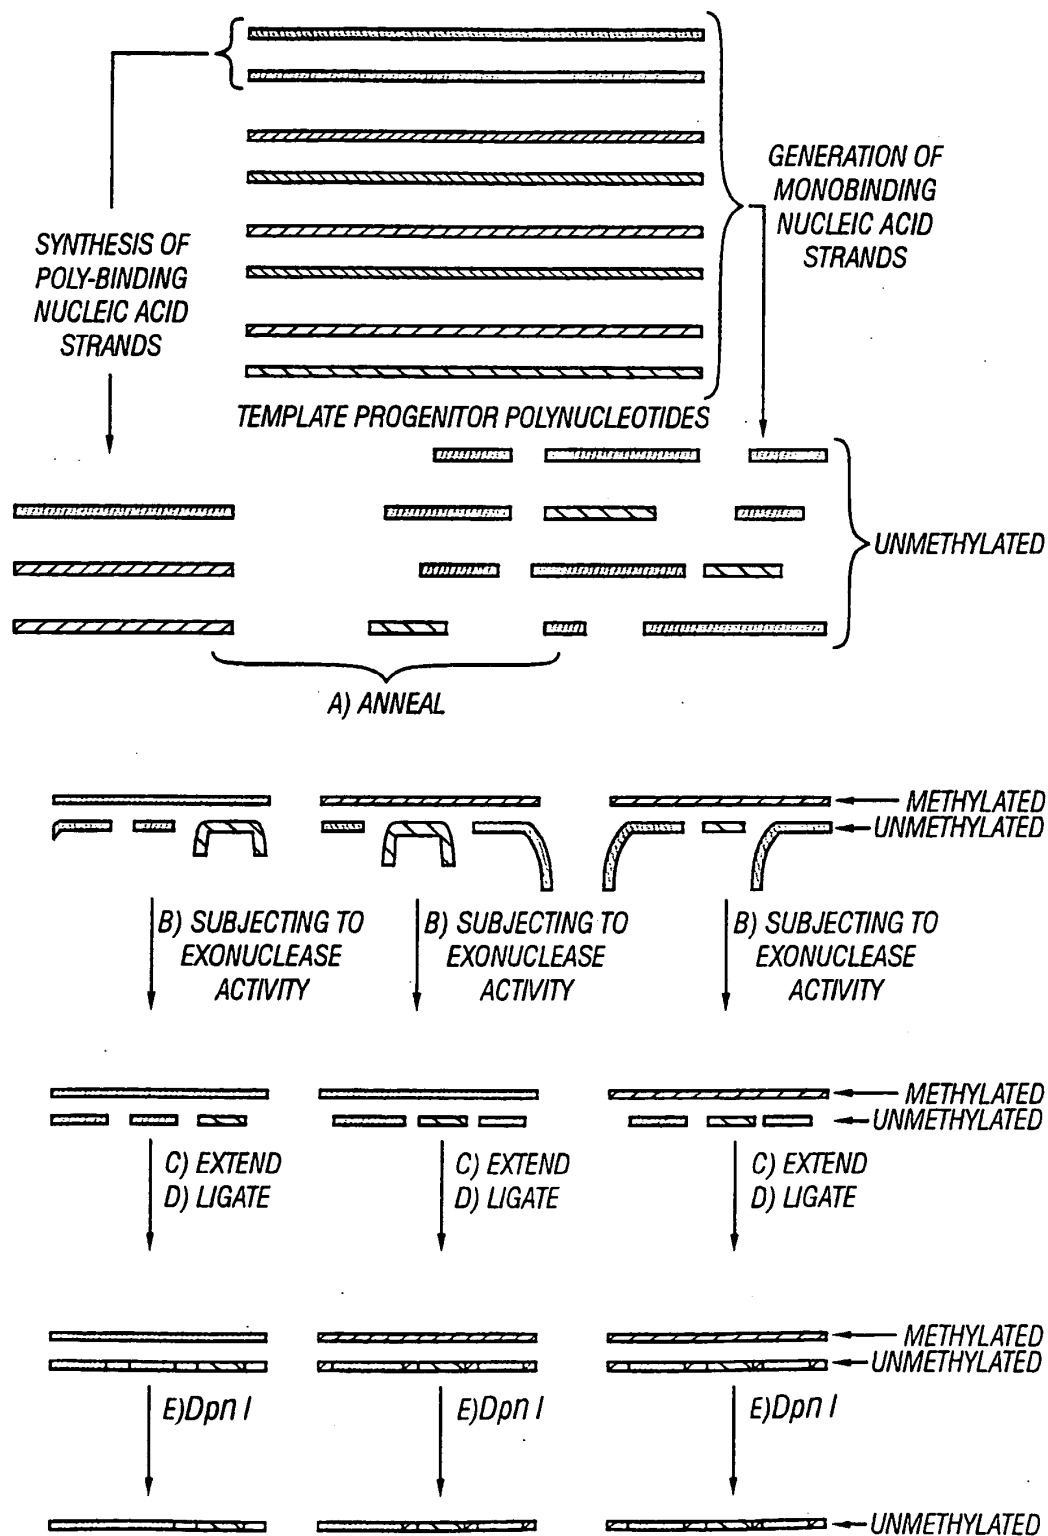 GENERATION OF
MONOBINDING
NUCLEIC ACID
STRANDS
SYNTHESIS OF
POLY-BINDING
NUCLEIC ACID
STRANDS
TEMPLATE PROGENITOR POLYNUCLEOTIDES
UNMETHYLATED
A) ANNEAL
METHYLATED
UNMETHYLATED
B) SUBJECTING TO
EXONUCLEASE
ACTIVITY
B) SUBJECTING TO
EXONUCLEASE
ACTIVITY
B) SUBJECTING TO
EXONUCLEASE
ACTIVITY
METHYLATED
UNMETHYLATED
C) EXTEND
D) LIGATE
C) EXTEND
D) LIGATE
C) EXTEND
D) LIGATE
METHYLATED
UNMETHYLATED
E)Dpn I
E)Dpn I
E)Dpn I
UNMETHYLATED